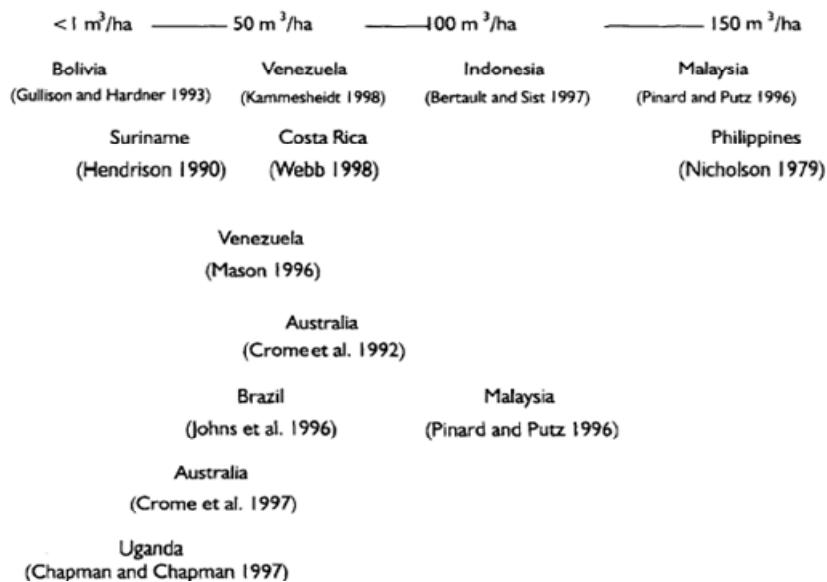 <1 m³/ha ——— 50 m³/ha ——— 100 m³/ha ——— 150 m³/ha
Bolivia Venezuela Indonesia Malaysia
(Gullison and Hardner 1993) (Kammesheidt 1998) (Bertault and Sist 1997) (Pinard and Putz 1996)
Suriname Costa Rica Philippines
(Hendrison 1990) (Webb 1998) (Nicholson 1979)
Venezuela
(Mason 1996)
Australia
(Crome et al. 1992)
Brazil Malaysia
(Johns et al. 1996) (Pinard and Putz 1996)
Australia
(Crome et al. 1997)
Uganda
(Chapman and Chapman 1997)